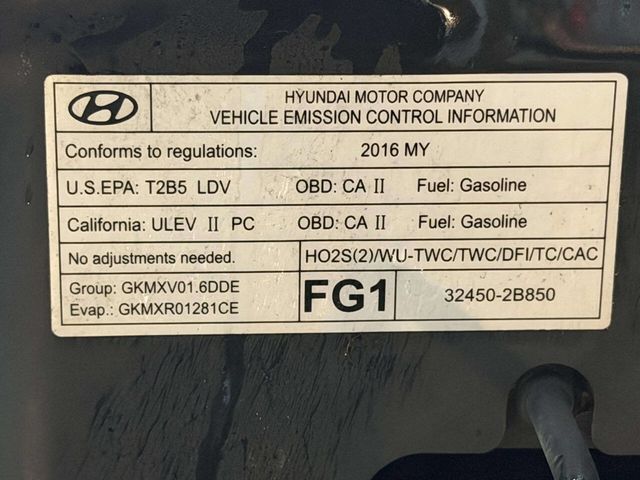 HYUNDAI MOTOR COMPANY
VEHICLE EMISSION CONTROL INFORMATION
Conforms to regulations: 2016 MY
U.S.EPA: T2B5 LDV OBD: CA II Fuel: Gasoline
California: ULEV II PC OBD: CA II Fuel: Gasoline
No adjustments needed. HO2S(2)/WU-TWC/TWC/DFI/TC/CAC
Group: GKMXV01.6DDE
Evap.: GKMXR01281CE
FG1
32450-2B850